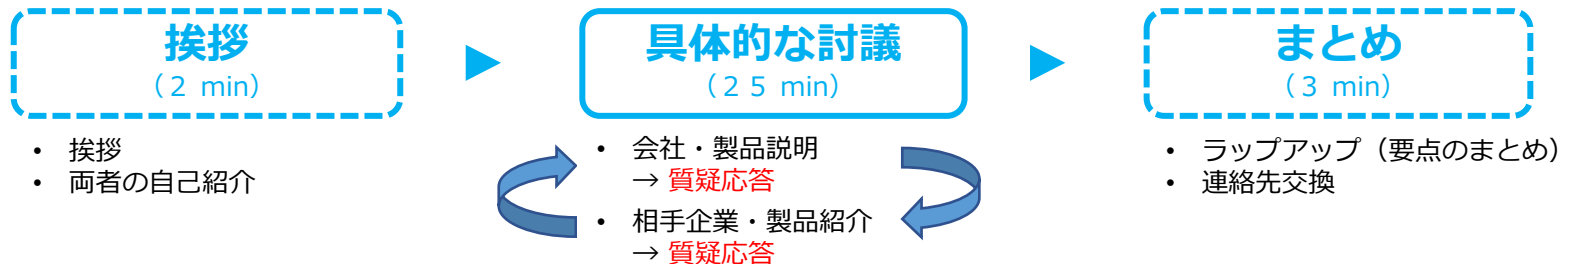 挨拶
（2 min）
• 挨拶
• 両者の自己紹介
具体的な討議
（2 5 min）
• 会社・製品説明
→ 質疑応答
• 相手企業・製品紹介
→ 質疑応答
まとめ
（3 min）
• ラップアップ（要点のまとめ）
• 連絡先交換